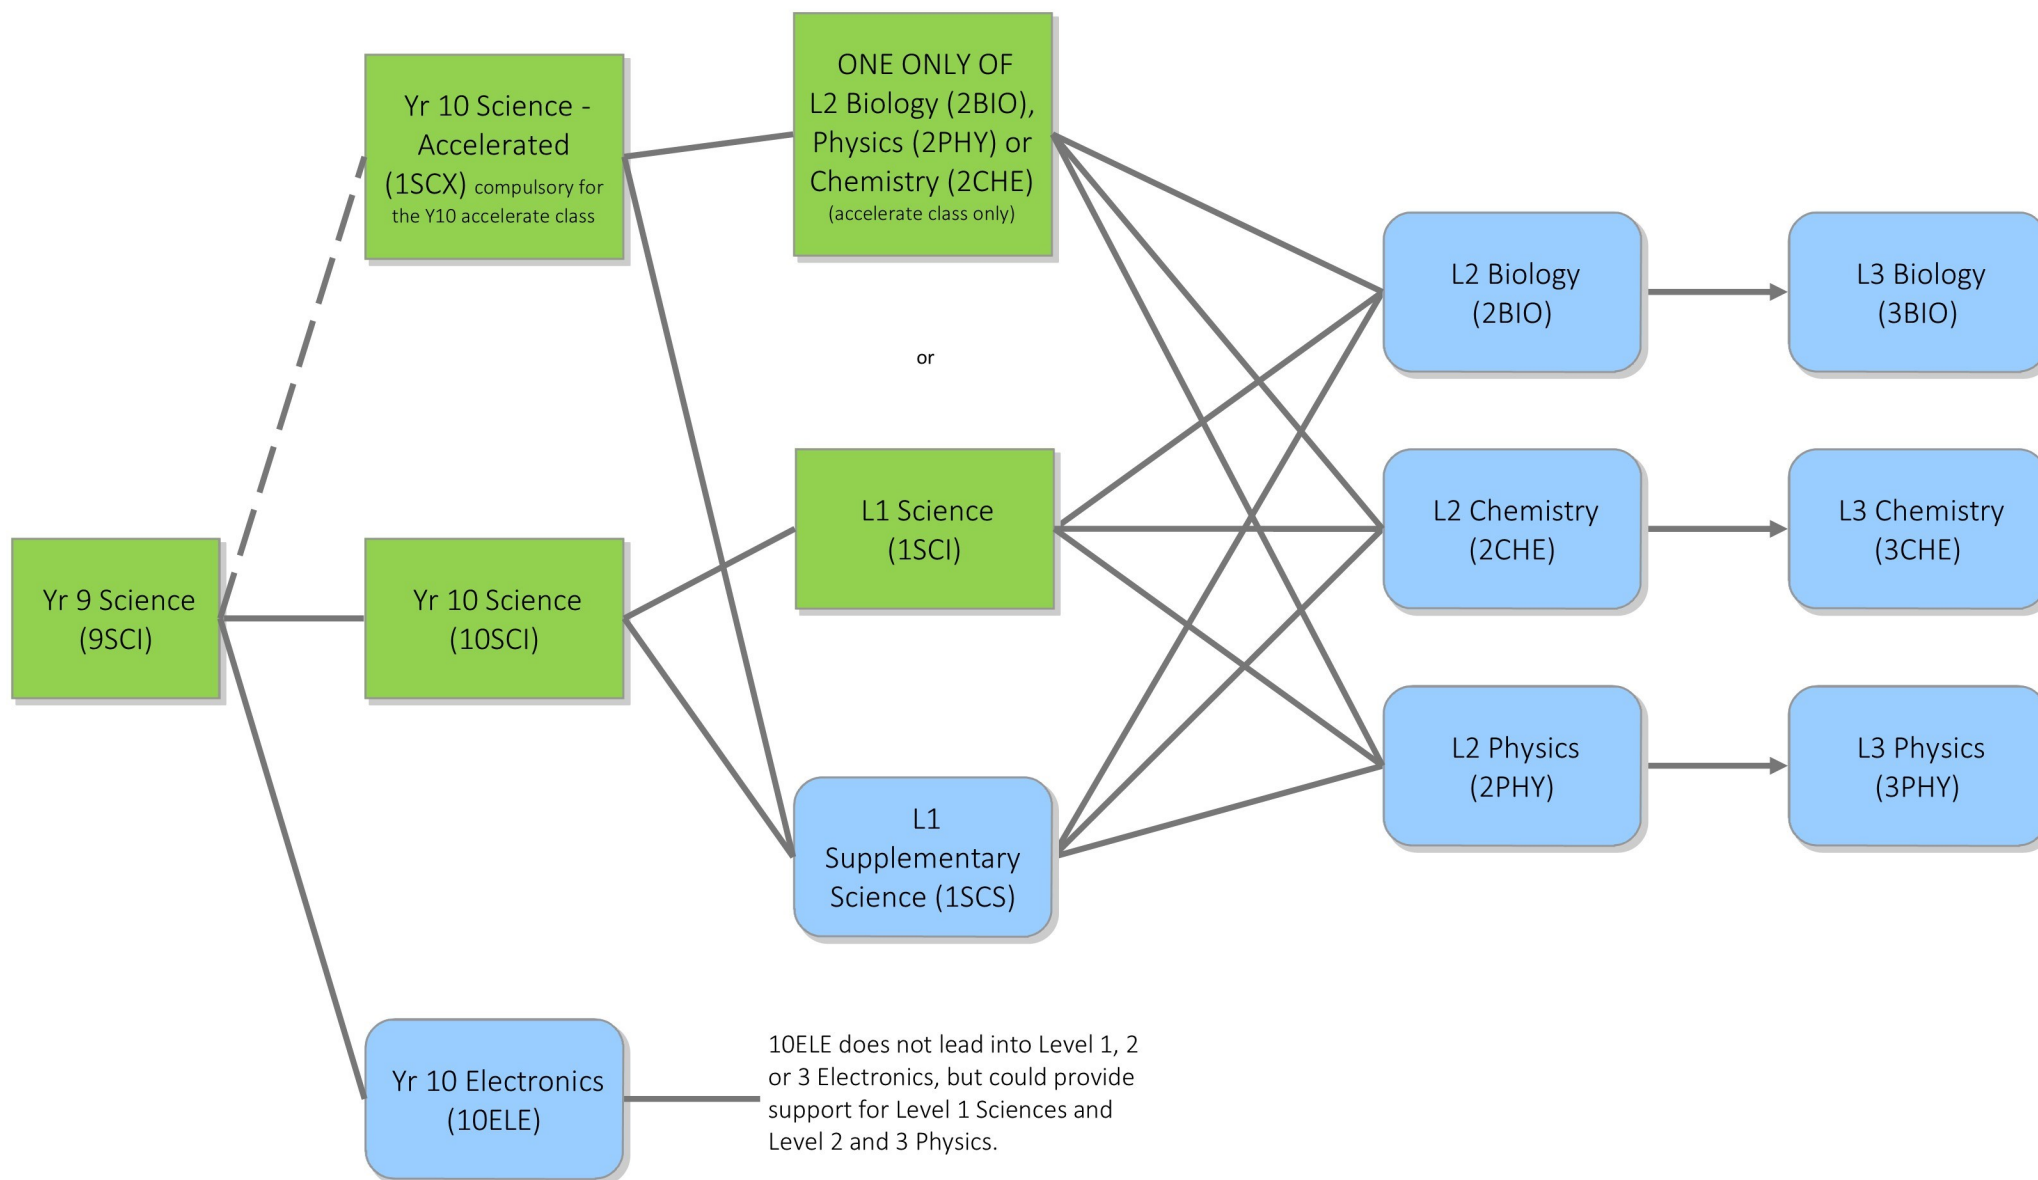 Yr 9 Science
(9SCI)
Yr 10 Science -
Accelerated
(1SCX) compulsory for
the Y10 accelerate class
Yr 10 Science
(10SCI)
Yr 10 Electronics
(10ELE)
ONE ONLY OF
L2 Biology (2BIO),
Physics (2PHY) or
Chemistry (2CHE)
(accelerate class only)
or
L1 Science
(1SCI)
L1
Supplementary
Science (1SCS)
10ELE does not lead into Level 1, 2
or 3 Electronics, but could provide
support for Level 1 Sciences and
Level 2 and 3 Physics.
L2 Biology
(2BIO)
L2 Chemistry
(2CHE)
L2 Physics
(2PHY)
L3 Biology
(3BIO)
L3 Chemistry
(3CHE)
L3 Physics
(3PHY)